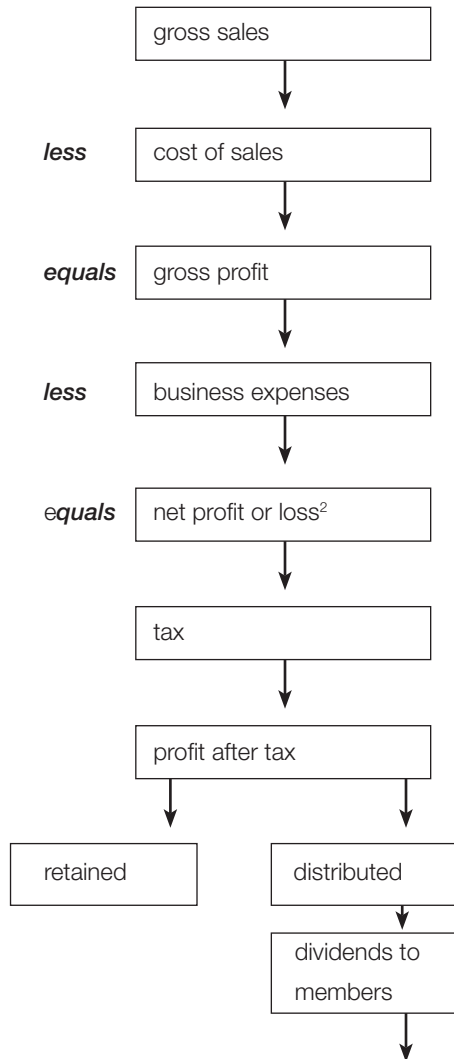 gross sales
less cost of sales
equals gross profit
less business expenses
equals net profit or loss²
tax
profit after tax
retained distributed
dividends to
members